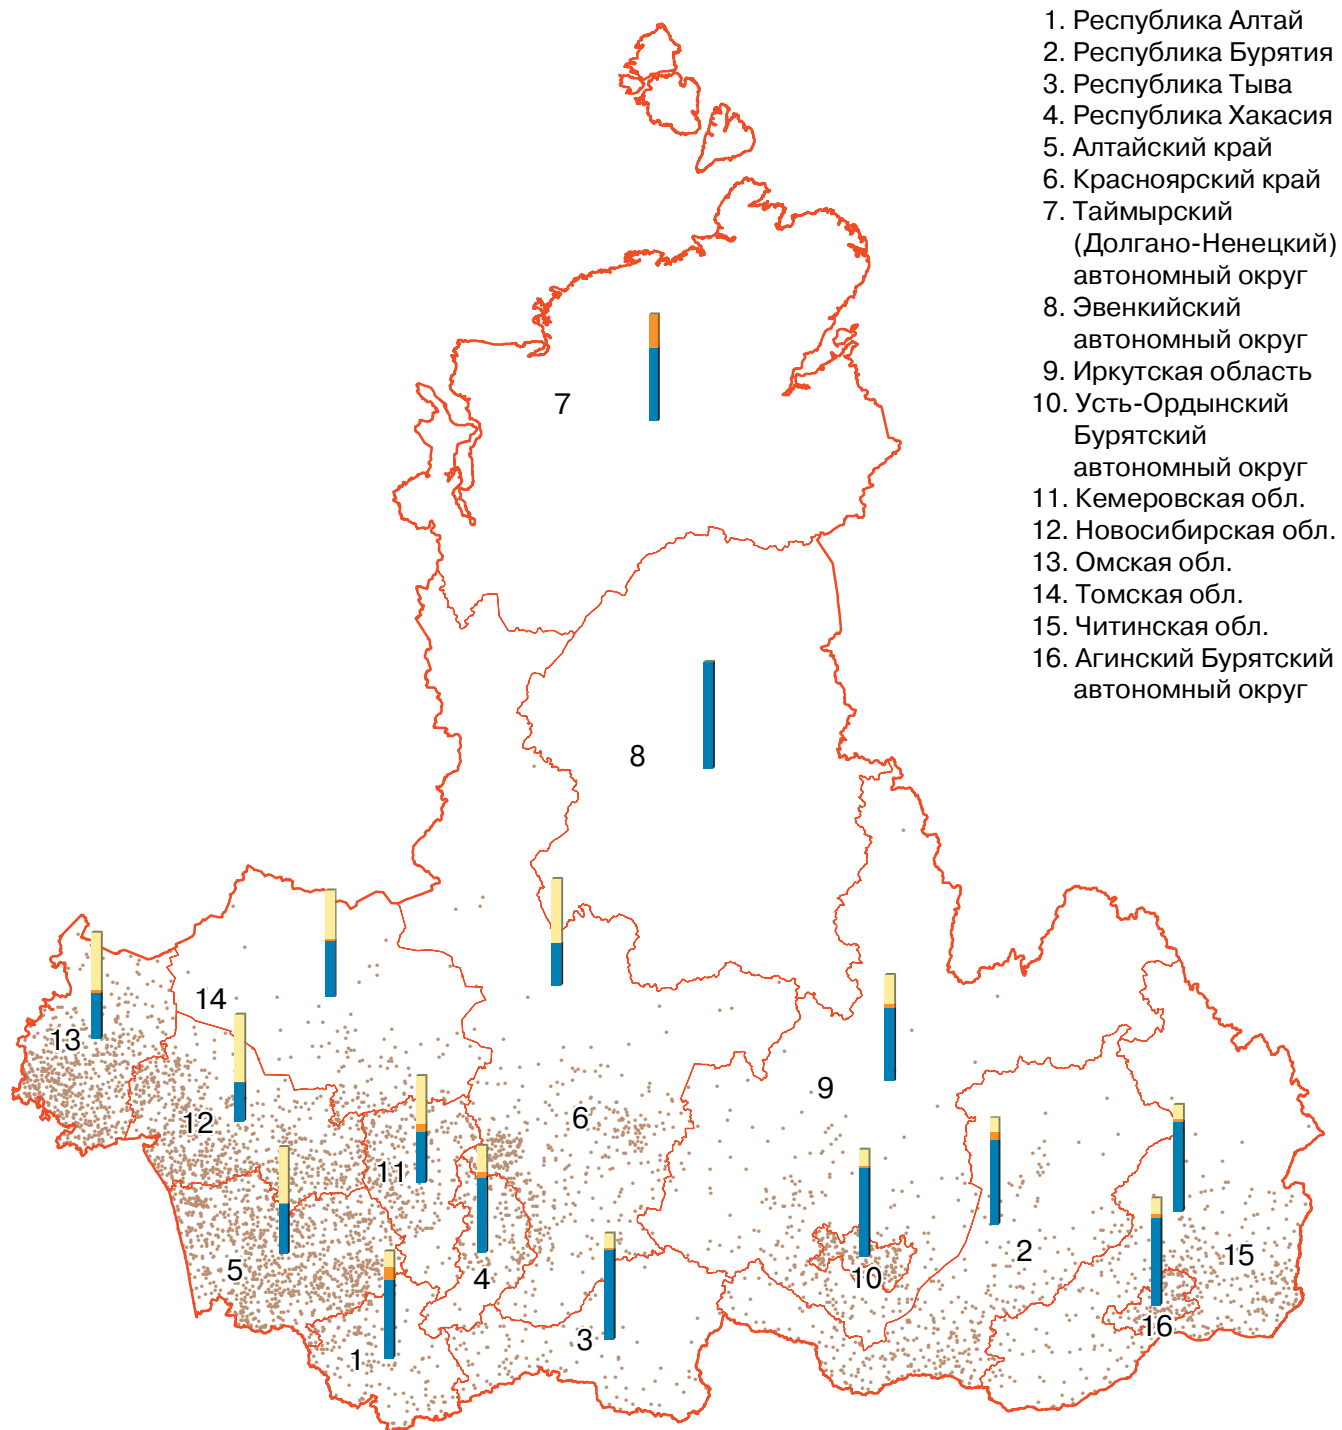 1. Республика Алтай
2. Республика Бурятия
3. Республика Тыва
4. Республика Хакасия
5. Алтайский край
6. Красноярский край
7. Таймырский
(Долгано-Ненецкий)
автономный округ
8. Эвенкийский
автономный округ
9. Иркутская область
10. Усть-Ордынский
Бурятский
автономный округ
11. Кемеровская обл.
12. Новосибирская обл.
13. Омская обл.
14. Томская обл.
15. Читинская обл.
16. Агинский Бурятский
автономный округ
7
8
14
13
9
12
6
11
2
15
5
4
10
16
3
1